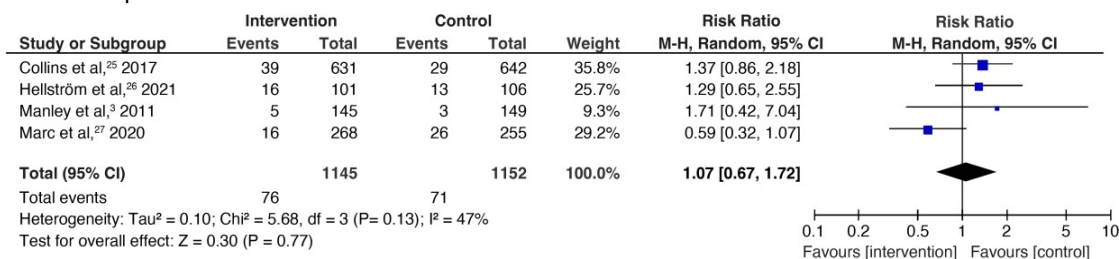 Intervention Control Risk Ratio Risk Ratio
Study or Subgroup Events Total Events Total Weight M-H, Random, 95% CI M-H, Random, 95% CI
Collins et al,²⁵ 2017 39 631 29 642 35.8% 1.37 [0.86, 2.18]
Hellström et al,²⁶ 2021 16 101 13 106 25.7% 1.29 [0.65, 2.55]
Manley et al,³ 2011 5 145 3 149 9.3% 1.71 [0.42, 7.04]
Marc et al,²⁷ 2020 16 268 26 255 29.2% 0.59 [0.32, 1.07]
Total (95% CI) 1145 1152 100.0% 1.07 [0.67, 1.72]
Total events 76 71
Heterogeneity: Tau² = 0.10; Chi² = 5.68, df = 3 (P= 0.13); I² = 47%
Test for overall effect: Z = 0.30 (P = 0.77)
0.1 0.2 0.5 1 2 5 10
Favours [intervention] Favours [control]